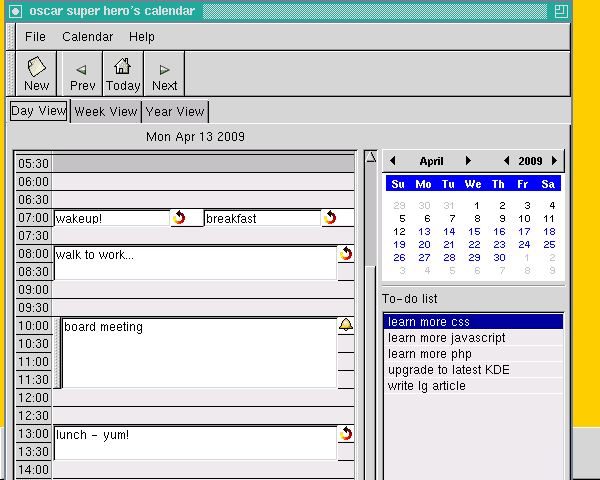 oscar super hero's calendar
File Calendar Help
New Prev Today Next
Day View Week View Year View
Mon Apr 13 2009
05:30
06:00
06:30
07:00 wakeup! breakfast
07:30
08:00 walk to work...
08:30
09:00
09:30
10:00 board meeting
10:30
11:00
11:30
12:00
12:30
13:00 lunch - yum!
13:30
14:00
April 2009
Su Mo Tu We Th Fr Sa
29 30 31 1 2 3 4
5 6 7 8 9 10 11
12 13 14 15 16 17 18
19 20 21 22 23 24 25
26 27 28 29 30 1 2
3 4 5 6 7 8 9
To-do list
learn more css
learn more javascript
learn more php
upgrade to latest KDE
write lg article